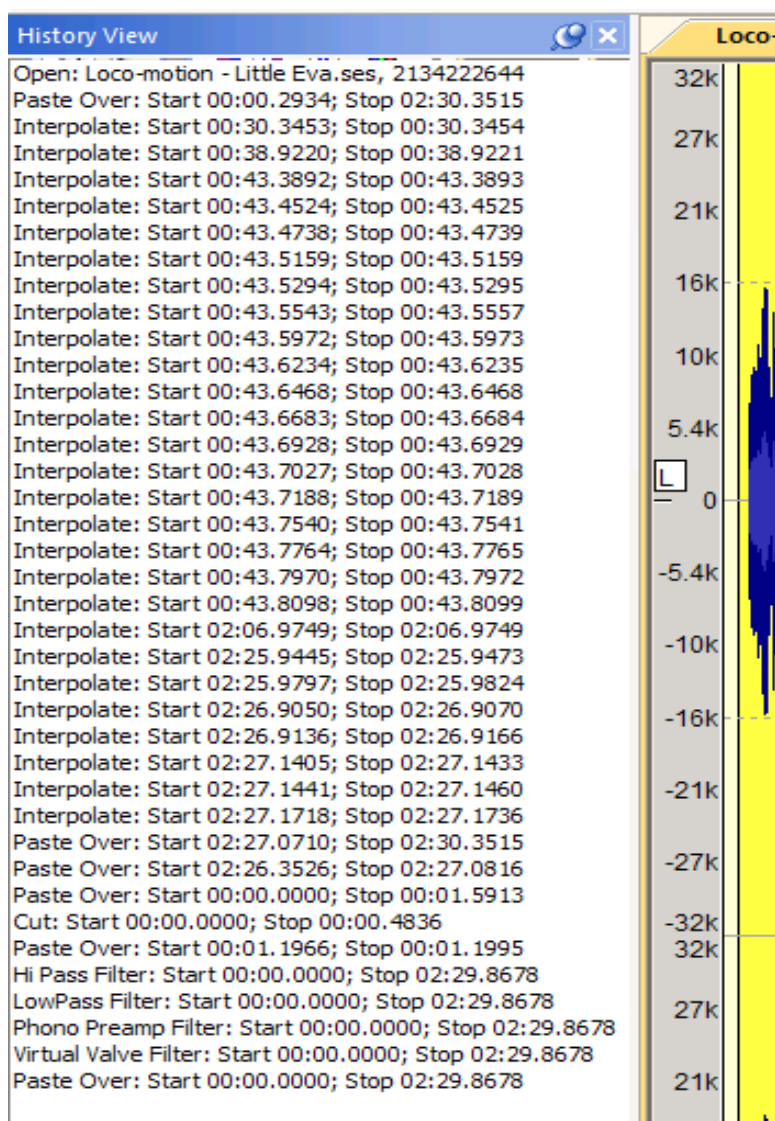 History View
Open: Loco-motion - Little Eva.ses, 2134222644
Paste Over: Start 00:00.2934; Stop 02:30.3515
Interpolate: Start 00:30.3453; Stop 00:30.3454
Interpolate: Start 00:38.9220; Stop 00:38.9221
Interpolate: Start 00:43.3892; Stop 00:43.3893
Interpolate: Start 00:43.4524; Stop 00:43.4525
Interpolate: Start 00:43.4738; Stop 00:43.4739
Interpolate: Start 00:43.5159; Stop 00:43.5159
Interpolate: Start 00:43.5294; Stop 00:43.5295
Interpolate: Start 00:43.5543; Stop 00:43.5557
Interpolate: Start 00:43.5972; Stop 00:43.5973
Interpolate: Start 00:43.6234; Stop 00:43.6235
Interpolate: Start 00:43.6468; Stop 00:43.6468
Interpolate: Start 00:43.6683; Stop 00:43.6684
Interpolate: Start 00:43.6928; Stop 00:43.6929
Interpolate: Start 00:43.7027; Stop 00:43.7028
Interpolate: Start 00:43.7188; Stop 00:43.7189
Interpolate: Start 00:43.7540; Stop 00:43.7541
Interpolate: Start 00:43.7764; Stop 00:43.7765
Interpolate: Start 00:43.7970; Stop 00:43.7972
Interpolate: Start 00:43.8098; Stop 00:43.8099
Interpolate: Start 02:06.9749; Stop 02:06.9749
Interpolate: Start 02:25.9445; Stop 02:25.9473
Interpolate: Start 02:25.9797; Stop 02:25.9824
Interpolate: Start 02:26.9050; Stop 02:26.9070
Interpolate: Start 02:26.9136; Stop 02:26.9166
Interpolate: Start 02:27.1405; Stop 02:27.1433
Interpolate: Start 02:27.1441; Stop 02:27.1460
Interpolate: Start 02:27.1718; Stop 02:27.1736
Paste Over: Start 02:27.0710; Stop 02:30.3515
Paste Over: Start 02:26.3526; Stop 02:27.0816
Paste Over: Start 00:00.0000; Stop 00:01.5913
Cut: Start 00:00.0000; Stop 00:00.4836
Paste Over: Start 00:01.1966; Stop 00:01.1995
Hi Pass Filter: Start 00:00.0000; Stop 02:29.8678
LowPass Filter: Start 00:00.0000; Stop 02:29.8678
Phono Preamp Filter: Start 00:00.0000; Stop 02:29.8678
Virtual Valve Filter: Start 00:00.0000; Stop 02:29.8678
Paste Over: Start 00:00.0000; Stop 02:29.8678
Loco-
32k
27k
21k
16k
10k
5.4k
L
0
-5.4k
-10k
-16k
-21k
-27k
-32k
32k
27k
21k